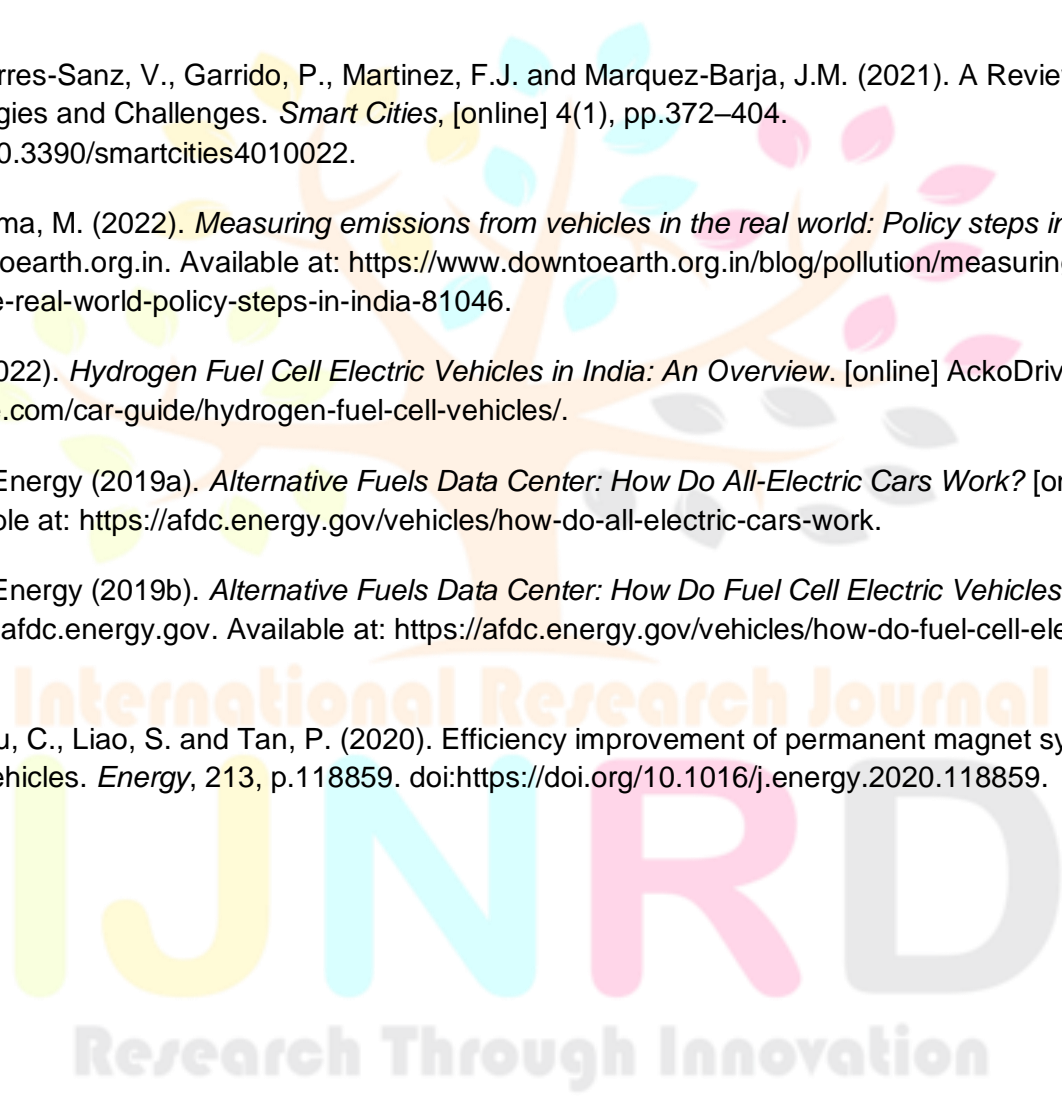 rres-Sanz, V., Garrido, P., Martinez, F.J. and Marquez-Barja, J.M. (2021). A Review
gies and Challenges. Smart Cities, [online] 4(1), pp.372–404.
0.3390/smartcities4010022.
ma, M. (2022). Measuring emissions from vehicles in the real world: Policy steps in
oearth.org.in. Available at: https://www.downtoearth.org.in/blog/pollution/measuring
e-real-world-policy-steps-in-india-81046.
022). Hydrogen Fuel Cell Electric Vehicles in India: An Overview. [online] AckoDriv
e.com/car-guide/hydrogen-fuel-cell-vehicles/.
Energy (2019a). Alternative Fuels Data Center: How Do All-Electric Cars Work? [on
ble at: https://afdc.energy.gov/vehicles/how-do-all-electric-cars-work.
Energy (2019b). Alternative Fuels Data Center: How Do Fuel Cell Electric Vehicles
afdc.energy.gov. Available at: https://afdc.energy.gov/vehicles/how-do-fuel-cell-ele
International Research Journal
u, C., Liao, S. and Tan, P. (2020). Efficiency improvement of permanent magnet sy
ehicles. Energy, 213, p.118859. doi:https://doi.org/10.1016/j.energy.2020.118859.
IJNRD
Research Through Innovation